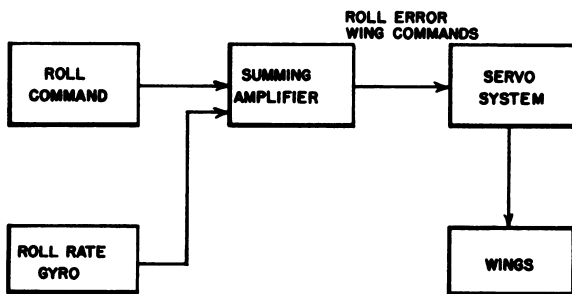 ROLL ERROR
WING COMMANDS
ROLL
COMMAND
SUMMING
AMPLIFIER
SERVO
SYSTEM
ROLL RATE
GYRO
WINGS